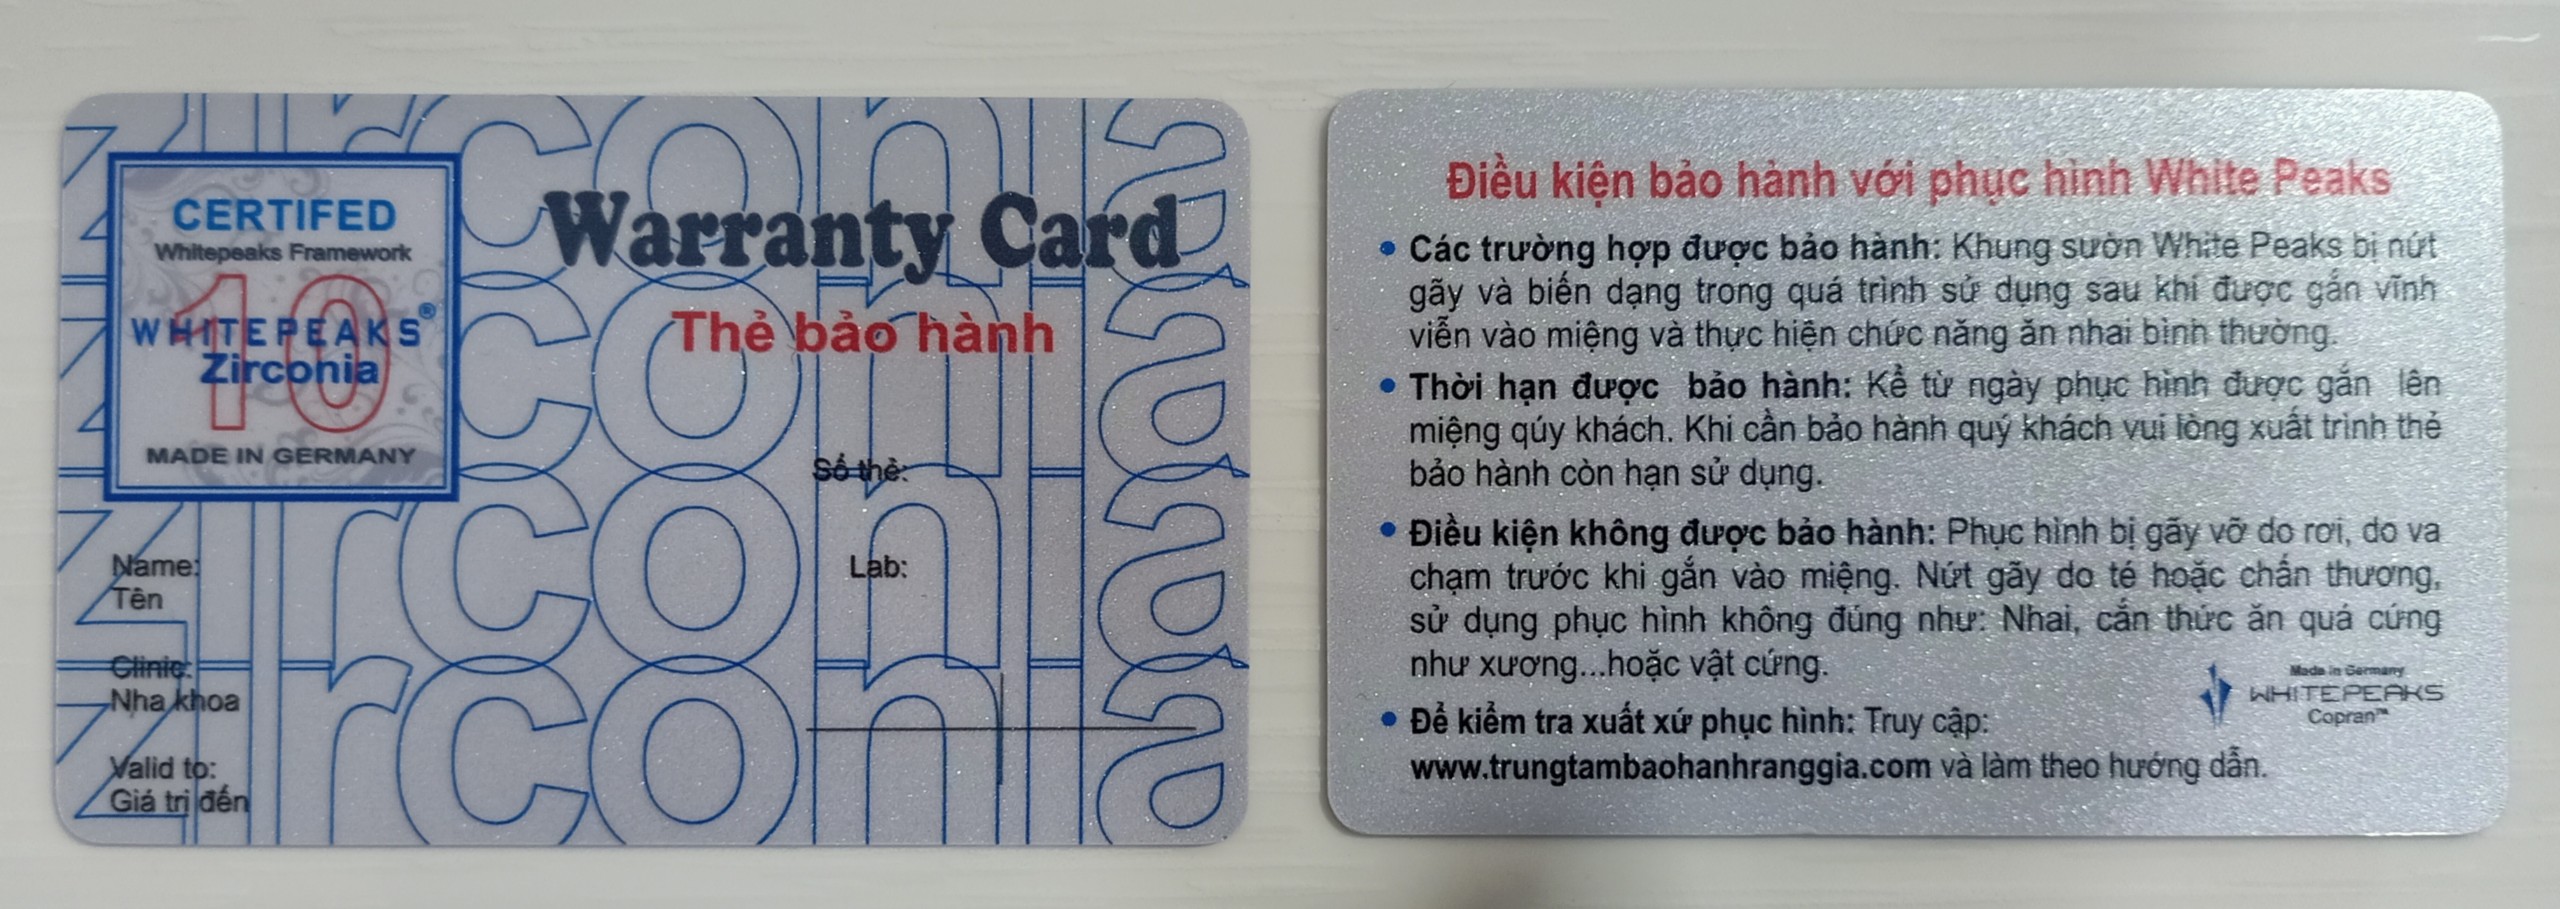 zirconia
CERTIFED
Whitepeaks Framework
10
WHITEPEAKS®
Zirconia
MADE IN GERMANY
Warranty Card
Thẻ bảo hành
Số thẻ:
Lab:
Name:
Tên
Clinic:
Nha khoa
Valid to:
Giá trị đến
zirconia
zirconia
zirconia
Điều kiện bảo hành với phục hình White Peaks
• Các trường hợp được bảo hành: Khung sườn White Peaks bị nứt
gãy và biến dạng trong quá trình sử dụng sau khi được gắn vĩnh
viễn vào miệng và thực hiện chức năng ăn nhai bình thường.
• Thời hạn được bảo hành: Kể từ ngày phục hình được gắn lên
miệng qúy khách. Khi cần bảo hành quý khách vui lòng xuất trình thẻ
bảo hành còn hạn sử dụng.
• Điều kiện không được bảo hành: Phục hình bị gãy vỡ do rơi, do va
chạm trước khi gắn vào miệng. Nứt gãy do té hoặc chấn thương,
sử dụng phục hình không đúng như: Nhai, cắn thức ăn quá cứng
như xương...hoặc vật cứng.
• Để kiểm tra xuất xứ phục hình: Truy cập:
www.trungtambaohanhranggia.com và làm theo hướng dẫn.
Made in Germany
WHITEPEAKS
Copran™